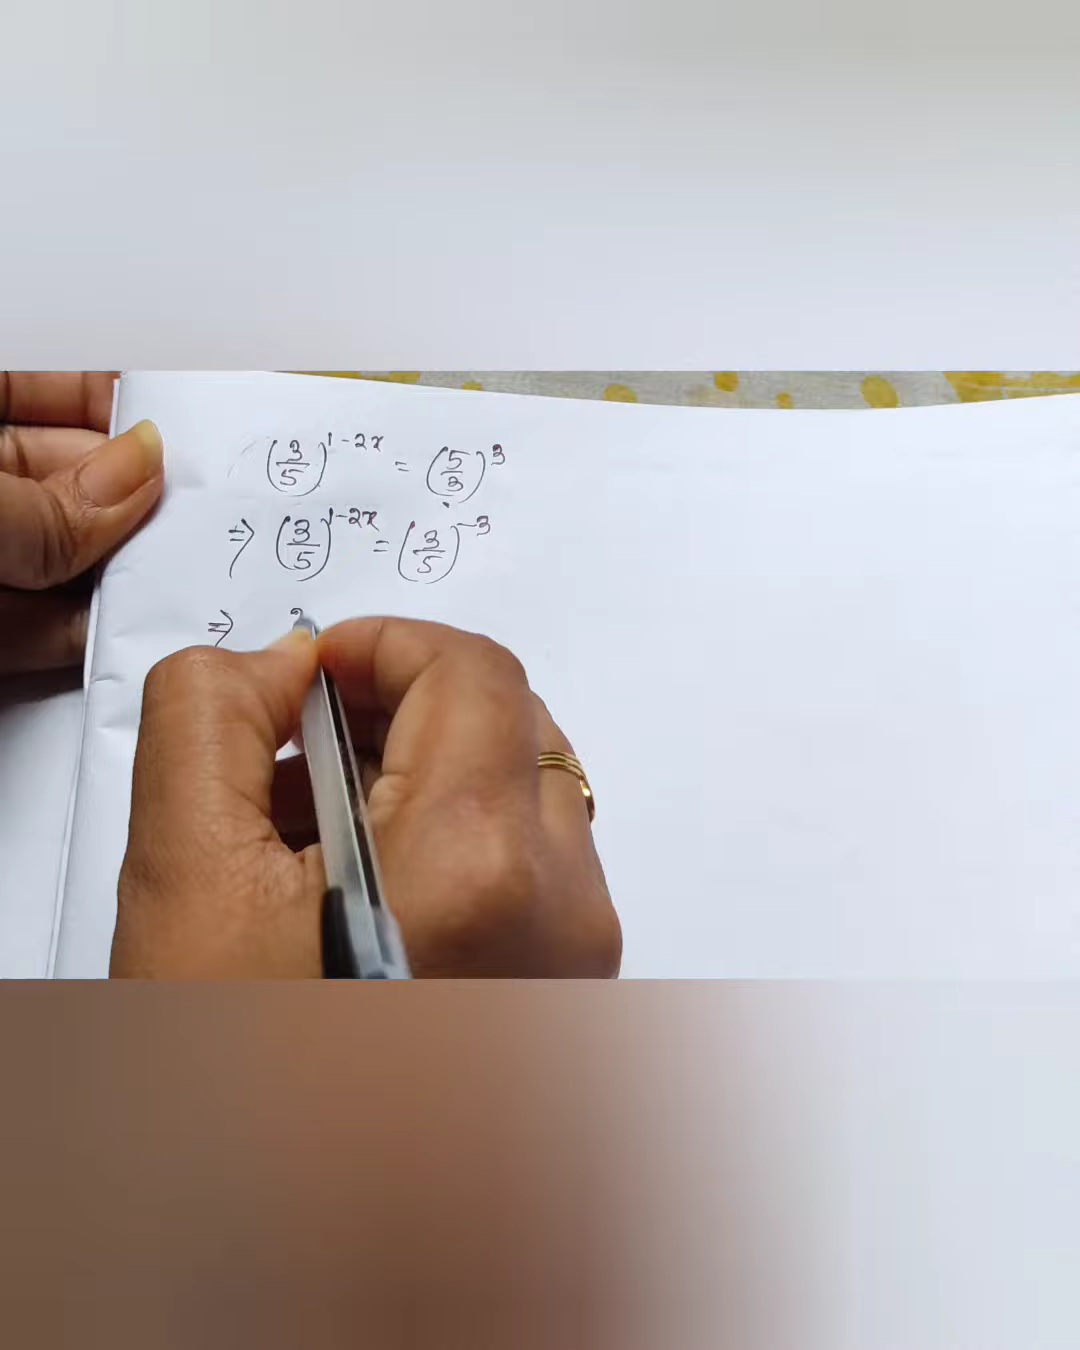 (3/5)^1-2x = (5/3)^3
⇒ (3/5)^1-2x = (3/5)^-3
⇒